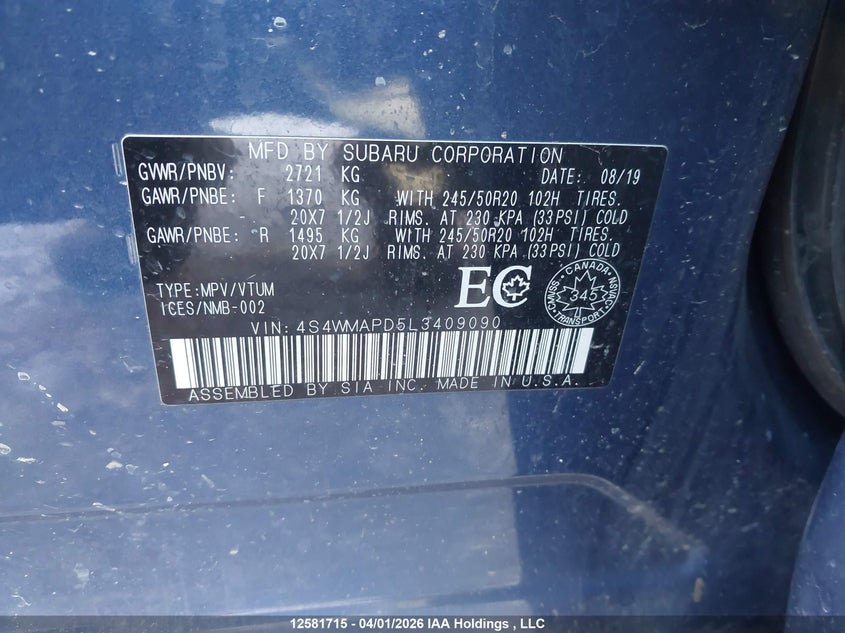 MFD BY SUBARU CORPORATION
GVWR/PNBV: 2721 KG DATE: 08/19
GAWR/PNBE: F 1370 KG WITH 245/50R20 102H TIRES.
20X7 1/2J RIMS. AT 230 KPA (33PSI) COLD
GAWR/PNBE: R 1495 KG WITH 245/50R20 102H TIRES.
20X7 1/2J RIMS. AT 230 KPA (33PSI) COLD
TYPE:MPV/VTUM
ICES/NMB-002
EC
CANADA
NSVAC
TRANSPORT
CMVSS
345
VIN: 4S4WMAPD5L3409090
ASSEMBLED BY SIA INC. MADE IN U.S.A.
12581715 - 04/01/2026 IAA Holdings , LLC